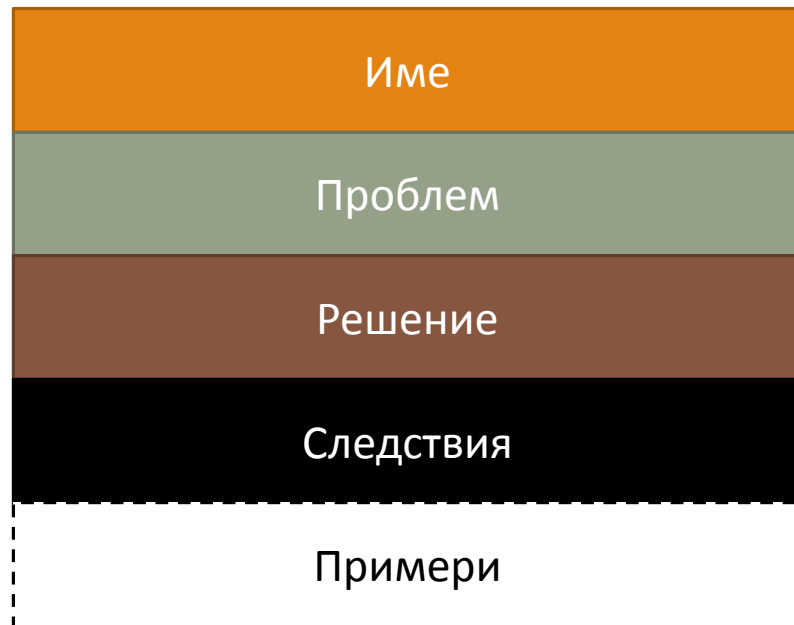 Име
Проблем
Решение
Следствия
Примери